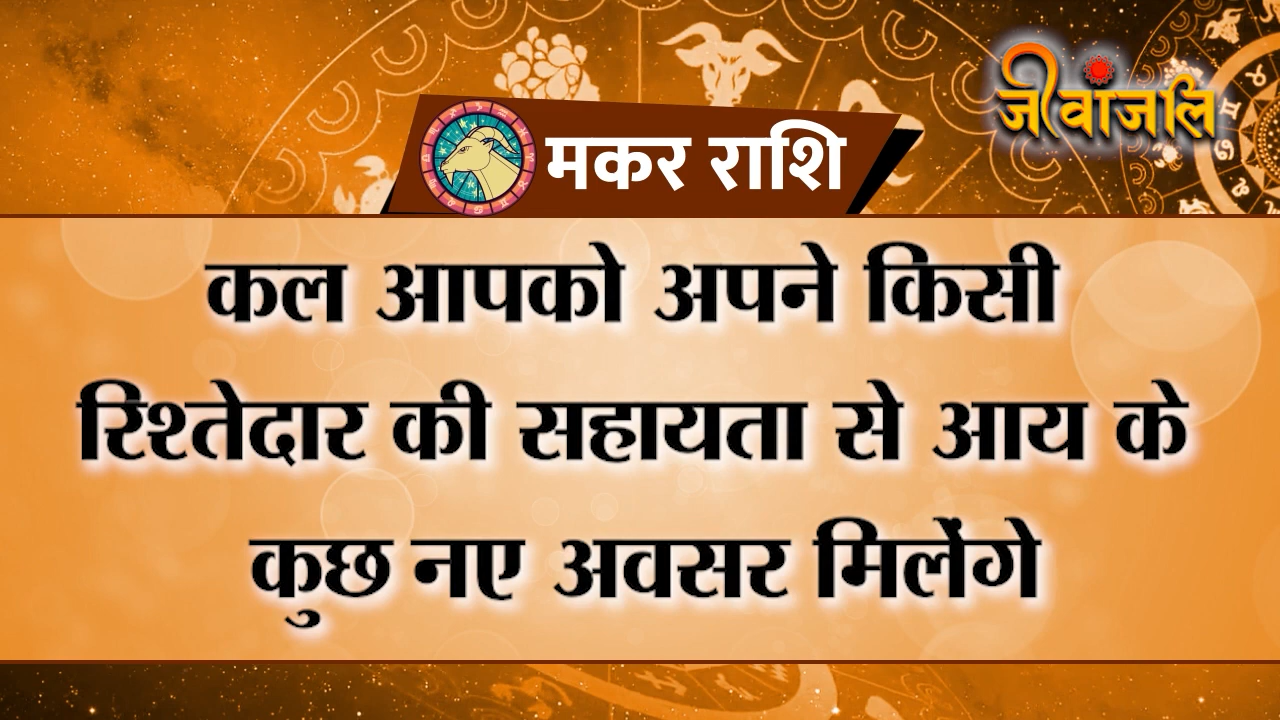 जीवांजलि
मकर राशि
कल आपको अपने किसी
रिश्तेदार की सहायता से आय के
कुछ नए अवसर मिलेंगे